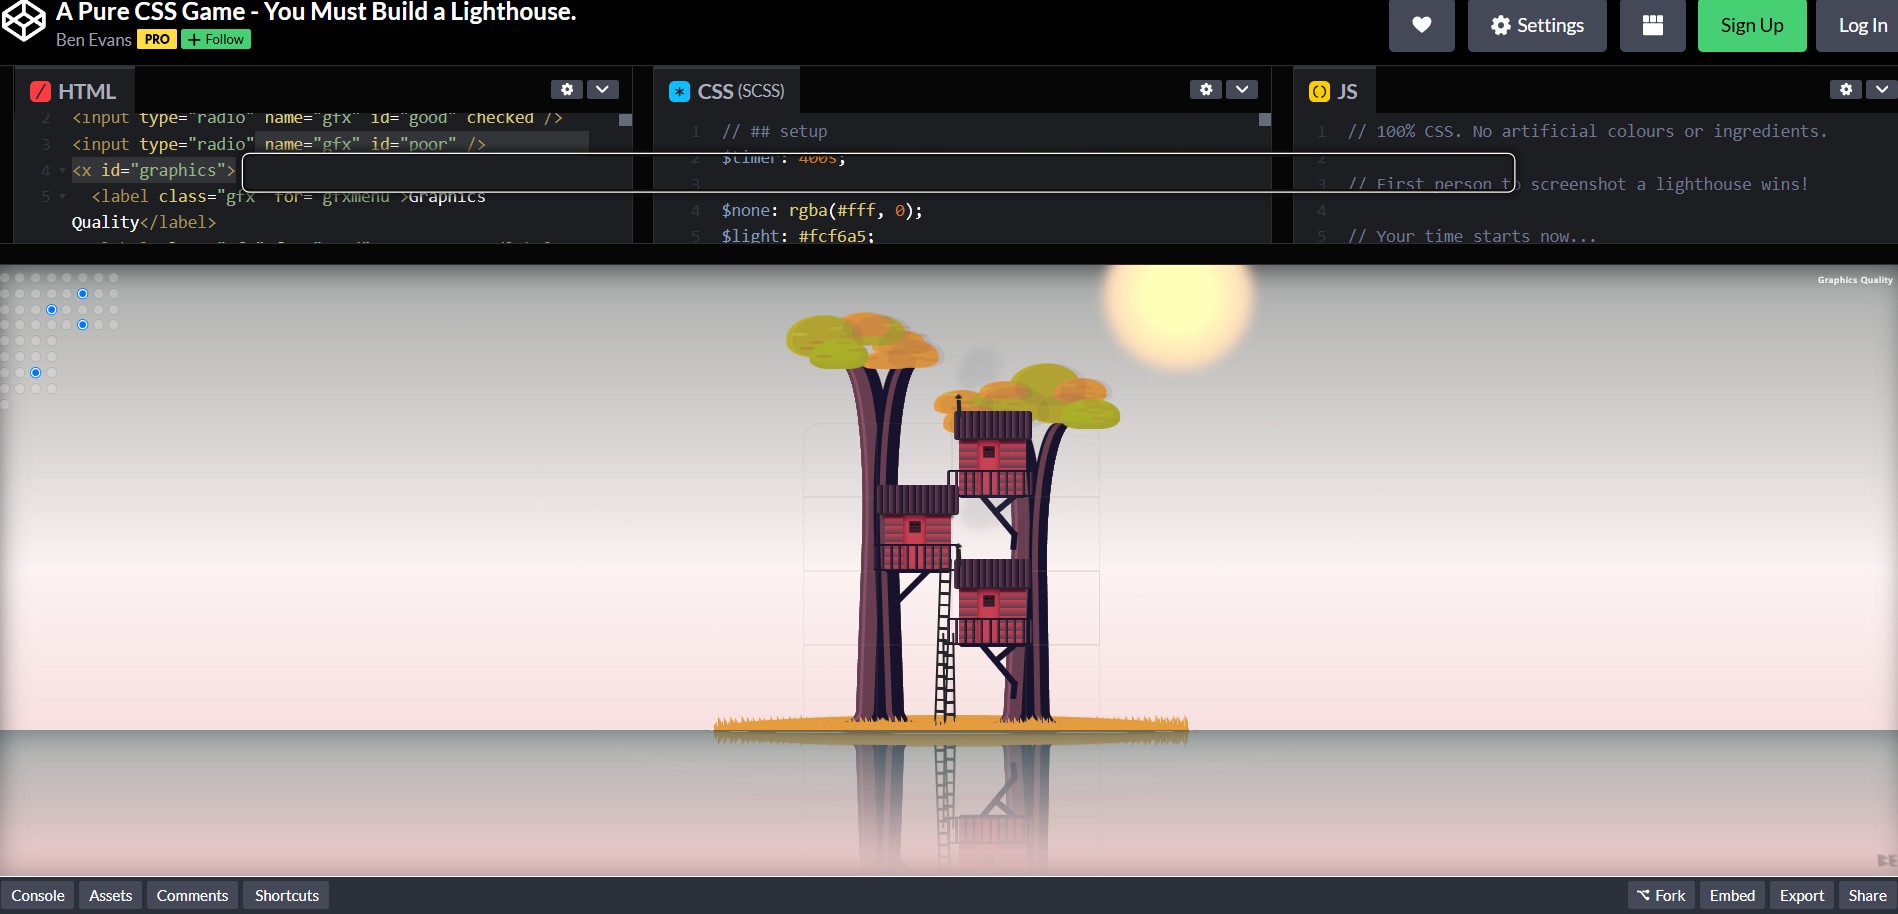 A Pure CSS Game - You Must Build a Lighthouse.
Ben Evans PRO + Follow
Settings
Sign Up
Log In
HTML
2 <input type="radio" name="gfx" id="good" checked />
3 <input type="radio" name="gfx" id="poor" />
4 <x id="graphics">
5 <label class="gfx" for="gfxmenu">Graphics
Quality</label>
CSS (SCSS)
1 // ## setup
2 $timer: 400s;
3
4 $none: rgba(#fff, 0);
5 $light: #fcf6a5;
JS
1 // 100% CSS. No artificial colours or ingredients.
2
3 // First person to screenshot a lighthouse wins!
4
5 // Your time starts now...
Graphics Quality
BE
Console Assets Comments Shortcuts
Fork Embed Export Share